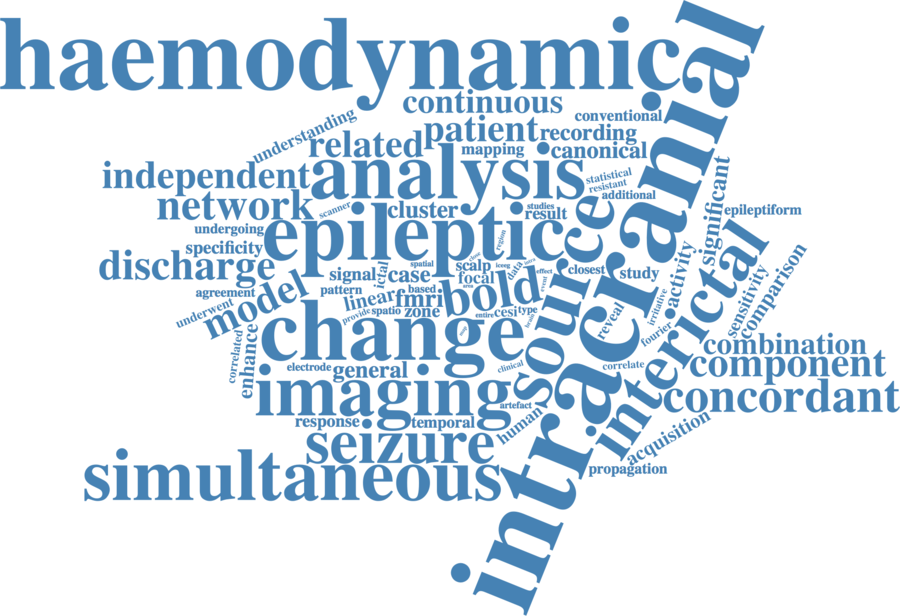 haemodynamic
intracranial
continuous
conventional
understanding
patient
recording
related
mapping
canonical
analysis
independent
statistical
resistant
additional
significant
network
scanner
cluster
studies
result
source
epileptiform
undergoing
epileptic
region
interictal
specificity
discharge
spatial
scalp
data
effect
closest
study
activity
signal
case
ictal
focal
area
iceeg
model
pattern
based
bold
event
sensitivity
comparison
agreement
linear
fmri
irritative
underwent
provide
spatio
zone
entire
cesi
type
reveal
fourier
change
correlated
enhance
combination
component
electrode
general
clinical
correlate
imaging
concordant
artefact
response
temporal
human
acquisition
seizure
simultaneous
propagation